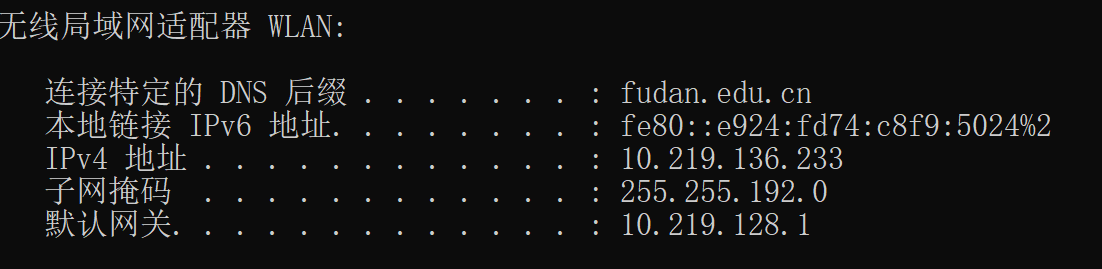 无线局域网适配器 WLAN:
连接特定的 DNS 后缀 . . . . . . . : fudan.edu.cn
本地链接 IPv6 地址. . . . . . . . : fe80::e924:fd74:c8f9:5024%2
IPv4 地址 . . . . . . . . . . . . : 10.219.136.233
子网掩码  . . . . . . . . . . . . : 255.255.192.0
默认网关. . . . . . . . . . . . . : 10.219.128.1